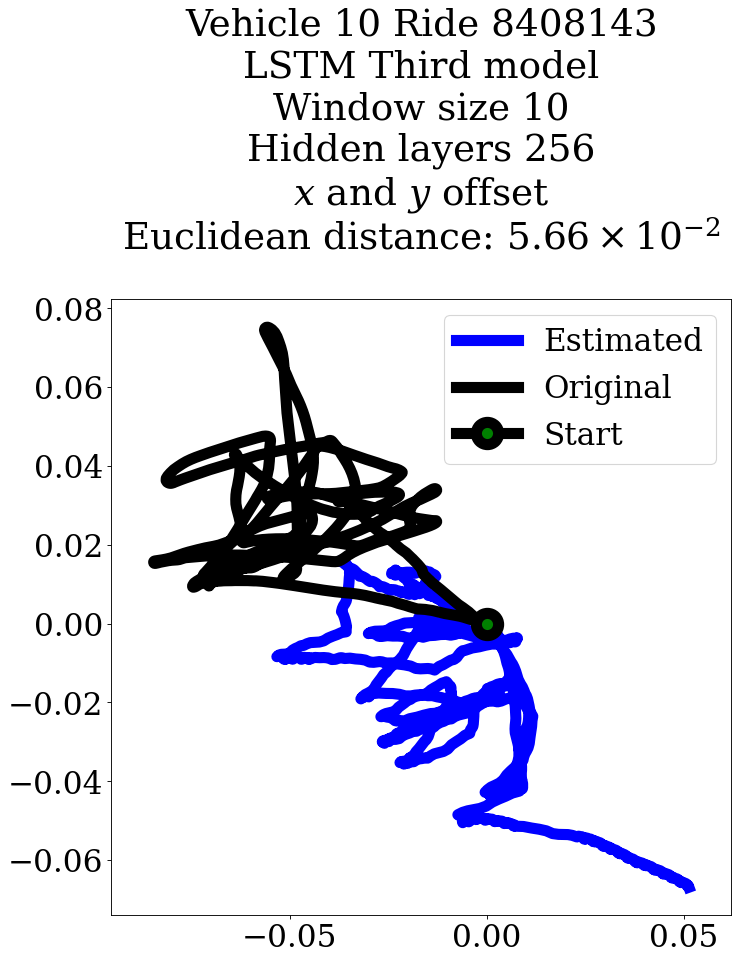 Vehicle 10 Ride 8408143
LSTM Third model
Window size 10
Hidden layers 256
x and y offset
Euclidean distance: 5.66 × 10⁻²
0.08
0.06
0.04
0.02
0.00
−0.02
−0.04
−0.06
Estimated
Original
Start
−0.05 0.00 0.05